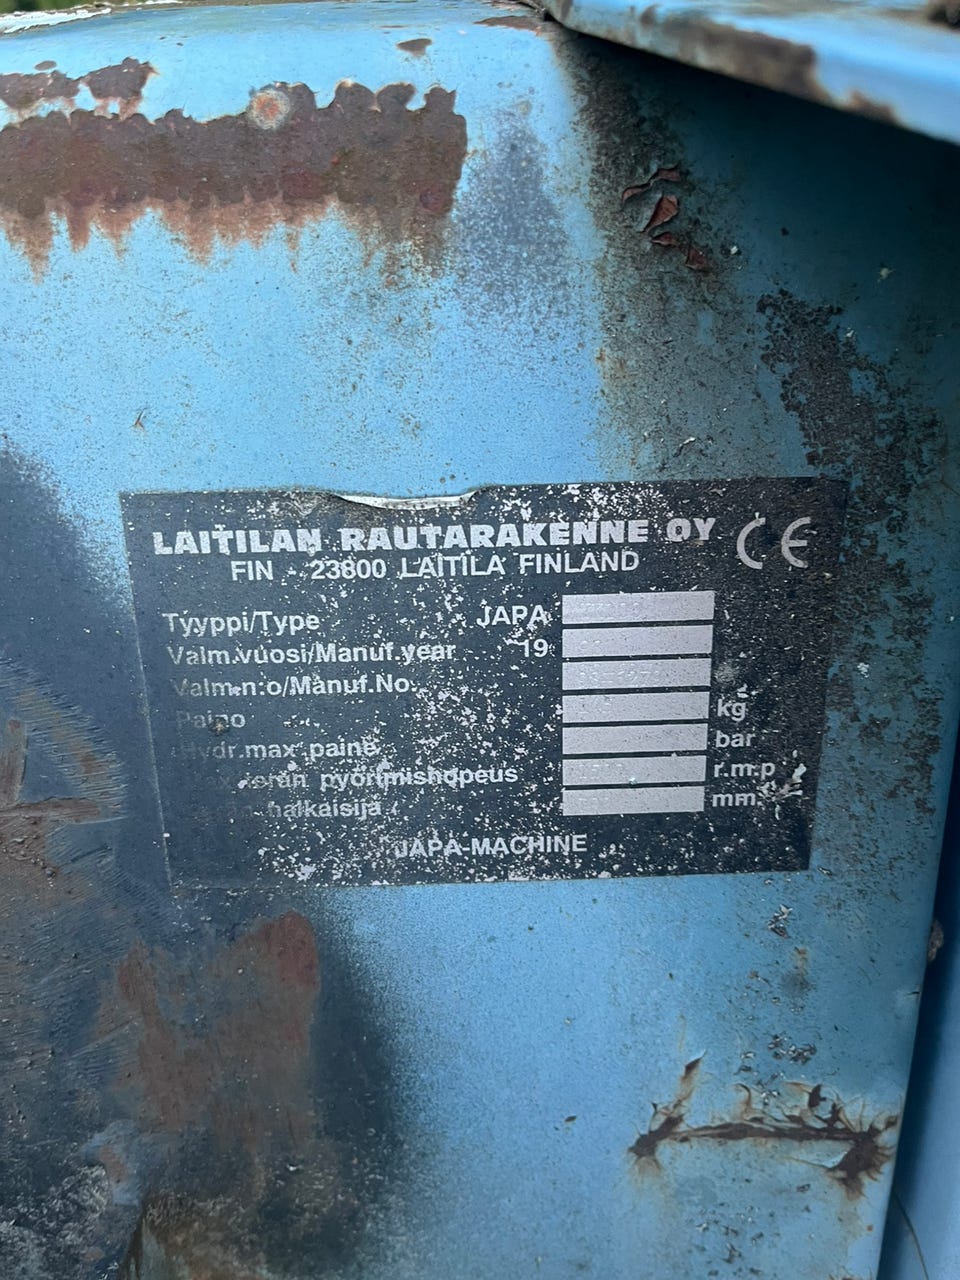 LAITILAN RAUTARAKENNE OY CE
FIN - 23800 LAITILA FINLAND
Tyyppi/Type JAPA
Valm.vuosi/Manuf.year 19
Valm.n:o/Manuf.No.
Paino kg
Hydr.max paine bar
pyörimishopeus r.m.p
halkaisija mm
JAPA-MACHINE